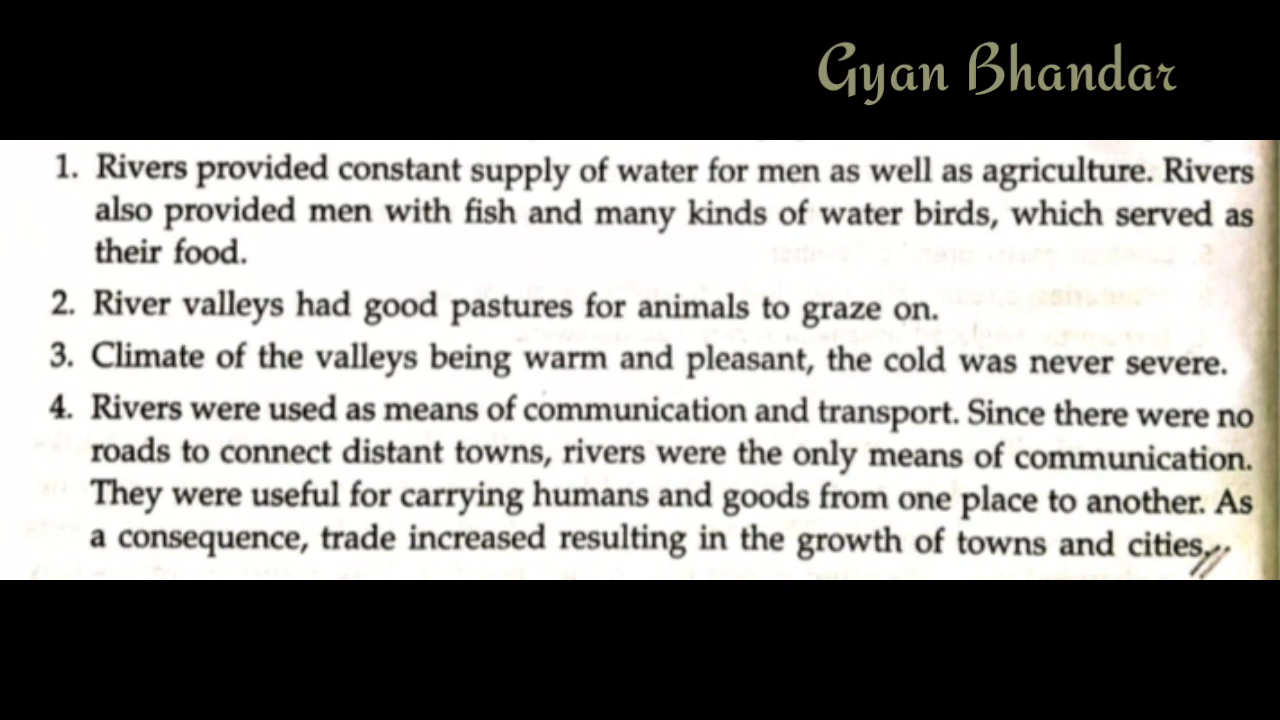 Gyan Bhandar
1. Rivers provided constant supply of water for men as well as agriculture. Rivers
also provided men with fish and many kinds of water birds, which served as
their food.
2. River valleys had good pastures for animals to graze on.
3. Climate of the valleys being warm and pleasant, the cold was never severe.
4. Rivers were used as means of communication and transport. Since there were no
roads to connect distant towns, rivers were the only means of communication.
They were useful for carrying humans and goods from one place to another. As
a consequence, trade increased resulting in the growth of towns and cities.